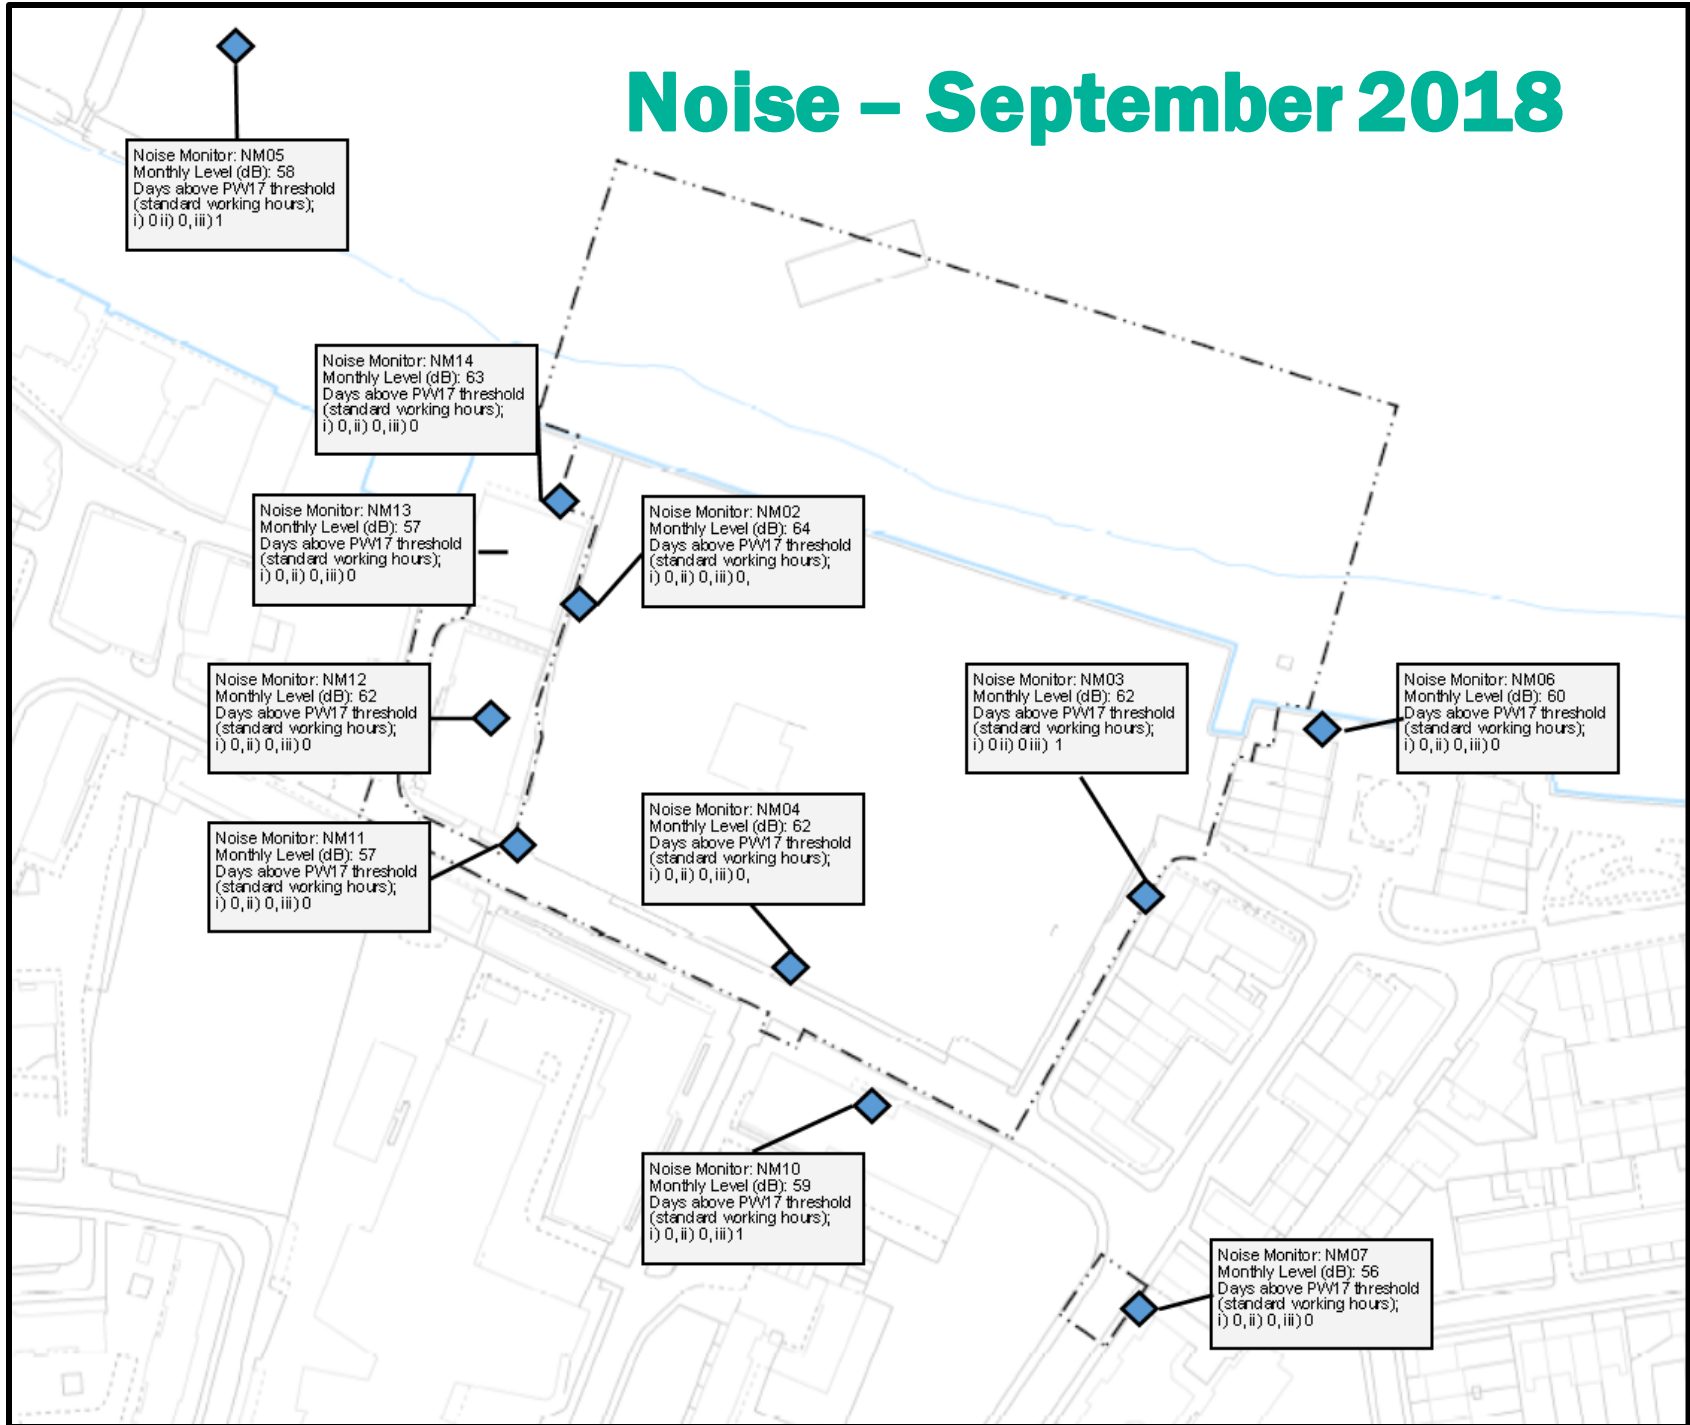 Noise – September 2018
Noise Monitor: NM05
Monthly Level (dB): 58
Days above PW17 threshold
(standard working hours);
i) 0 ii) 0, iii) 1
Noise Monitor: NM14
Monthly Level (dB): 63
Days above PW17 threshold
(standard working hours);
i) 0, ii) 0, iii) 0
Noise Monitor: NM13
Monthly Level (dB): 57
Days above PW17 threshold
(standard working hours);
i) 0, ii) 0, iii) 0
Noise Monitor: NM02
Monthly Level (dB): 64
Days above PW17 threshold
(standard working hours);
i) 0, ii) 0, iii) 0,
Noise Monitor: NM12
Monthly Level (dB): 62
Days above PW17 threshold
(standard working hours);
i) 0, ii) 0, iii) 0
Noise Monitor: NM03
Monthly Level (dB): 62
Days above PW17 threshold
(standard working hours);
i) 0 ii) 0 iii) 1
Noise Monitor: NM06
Monthly Level (dB): 60
Days above PW17 threshold
(standard working hours);
i) 0, ii) 0, iii) 0
Noise Monitor: NM11
Monthly Level (dB): 57
Days above PW17 threshold
(standard working hours);
i) 0, ii) 0, iii) 0
Noise Monitor: NM04
Monthly Level (dB): 62
Days above PW17 threshold
(standard working hours);
i) 0, ii) 0, iii) 0,
Noise Monitor: NM10
Monthly Level (dB): 59
Days above PW17 threshold
(standard working hours);
i) 0, ii) 0, iii) 1
Noise Monitor: NM07
Monthly Level (dB): 56
Days above PW17 threshold
(standard working hours);
i) 0, ii) 0, iii) 0